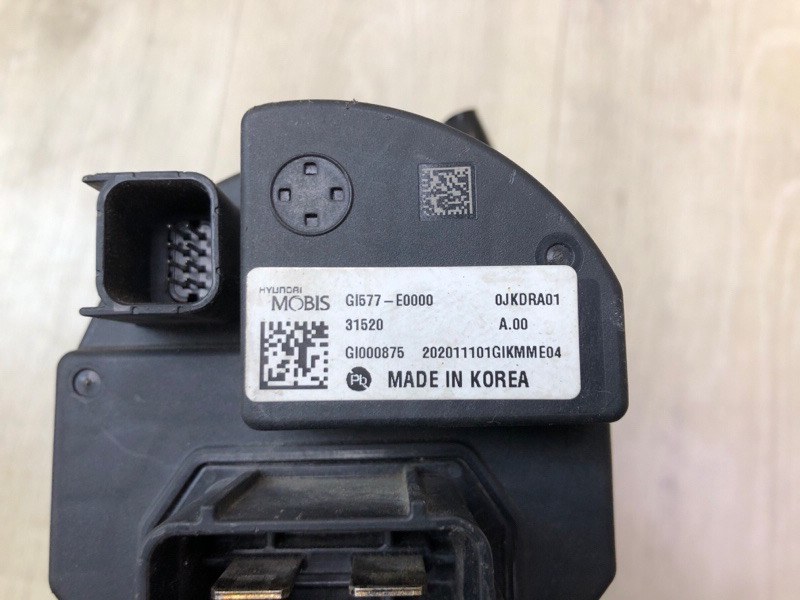 HYUNDAI
MOBIS
GI577-E0000 0JKDRA01
31520 A.00
GI000875 202011101GIKMME04
Pb MADE IN KOREA